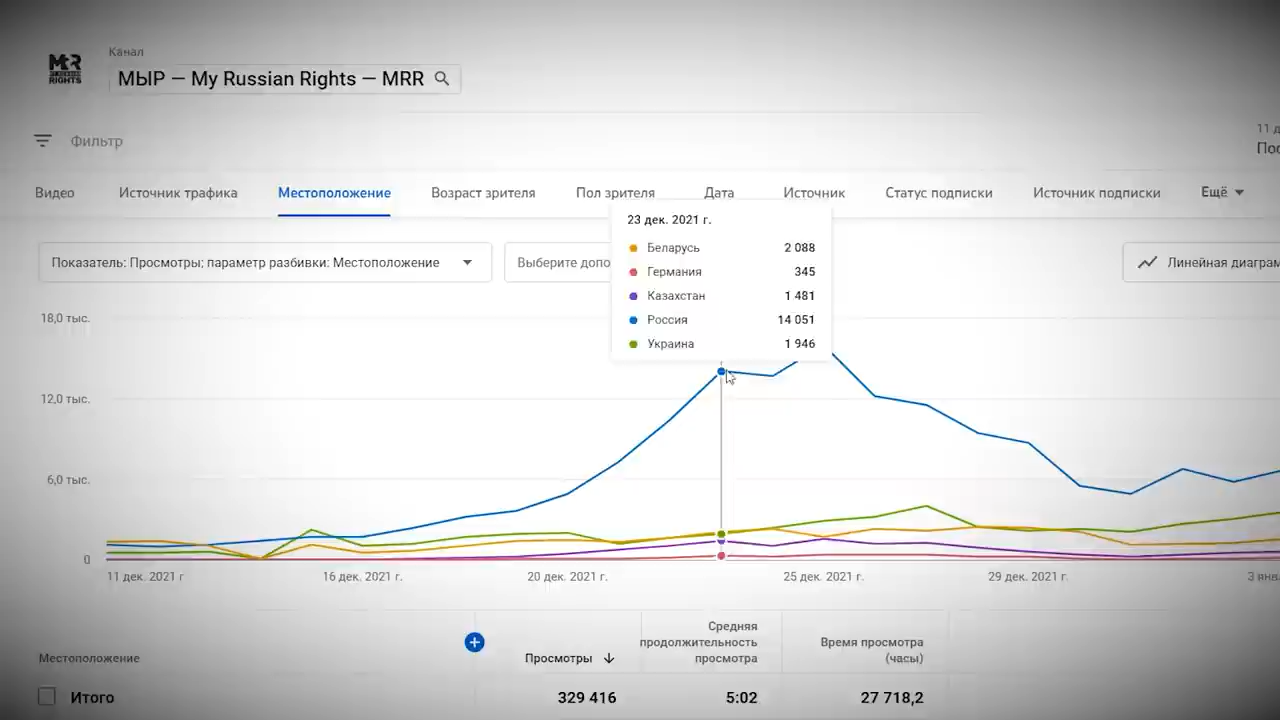 MRR
RIGHTS
Канал
МЫР — My Russian Rights — MRR
Фильтр
11 д
Пос
Видео
Источник трафика
Местоположение
Возраст зрителя
Пол зрителя
Дата
Источник
Статус подписки
Источник подписки
Ещё
Показатель: Просмотры; параметр разбивки: Местоположение
Выберите допо
Линейная диаграм
23 дек. 2021 г.
Беларусь 2 088
Германия 345
Казахстан 1 481
Россия 14 051
Украина 1 946
18,0 тыс.
12,0 тыс.
6,0 тыс.
0
11 дек. 2021 г
16 дек. 2021 г.
20 дек. 2021 г.
25 дек. 2021 г.
29 дек. 2021 г.
3 янва
Местоположение
Просмотры
Средняя
продолжительность
просмотра
Время просмотра
(часы)
Итого
329 416
5:02
27 718,2